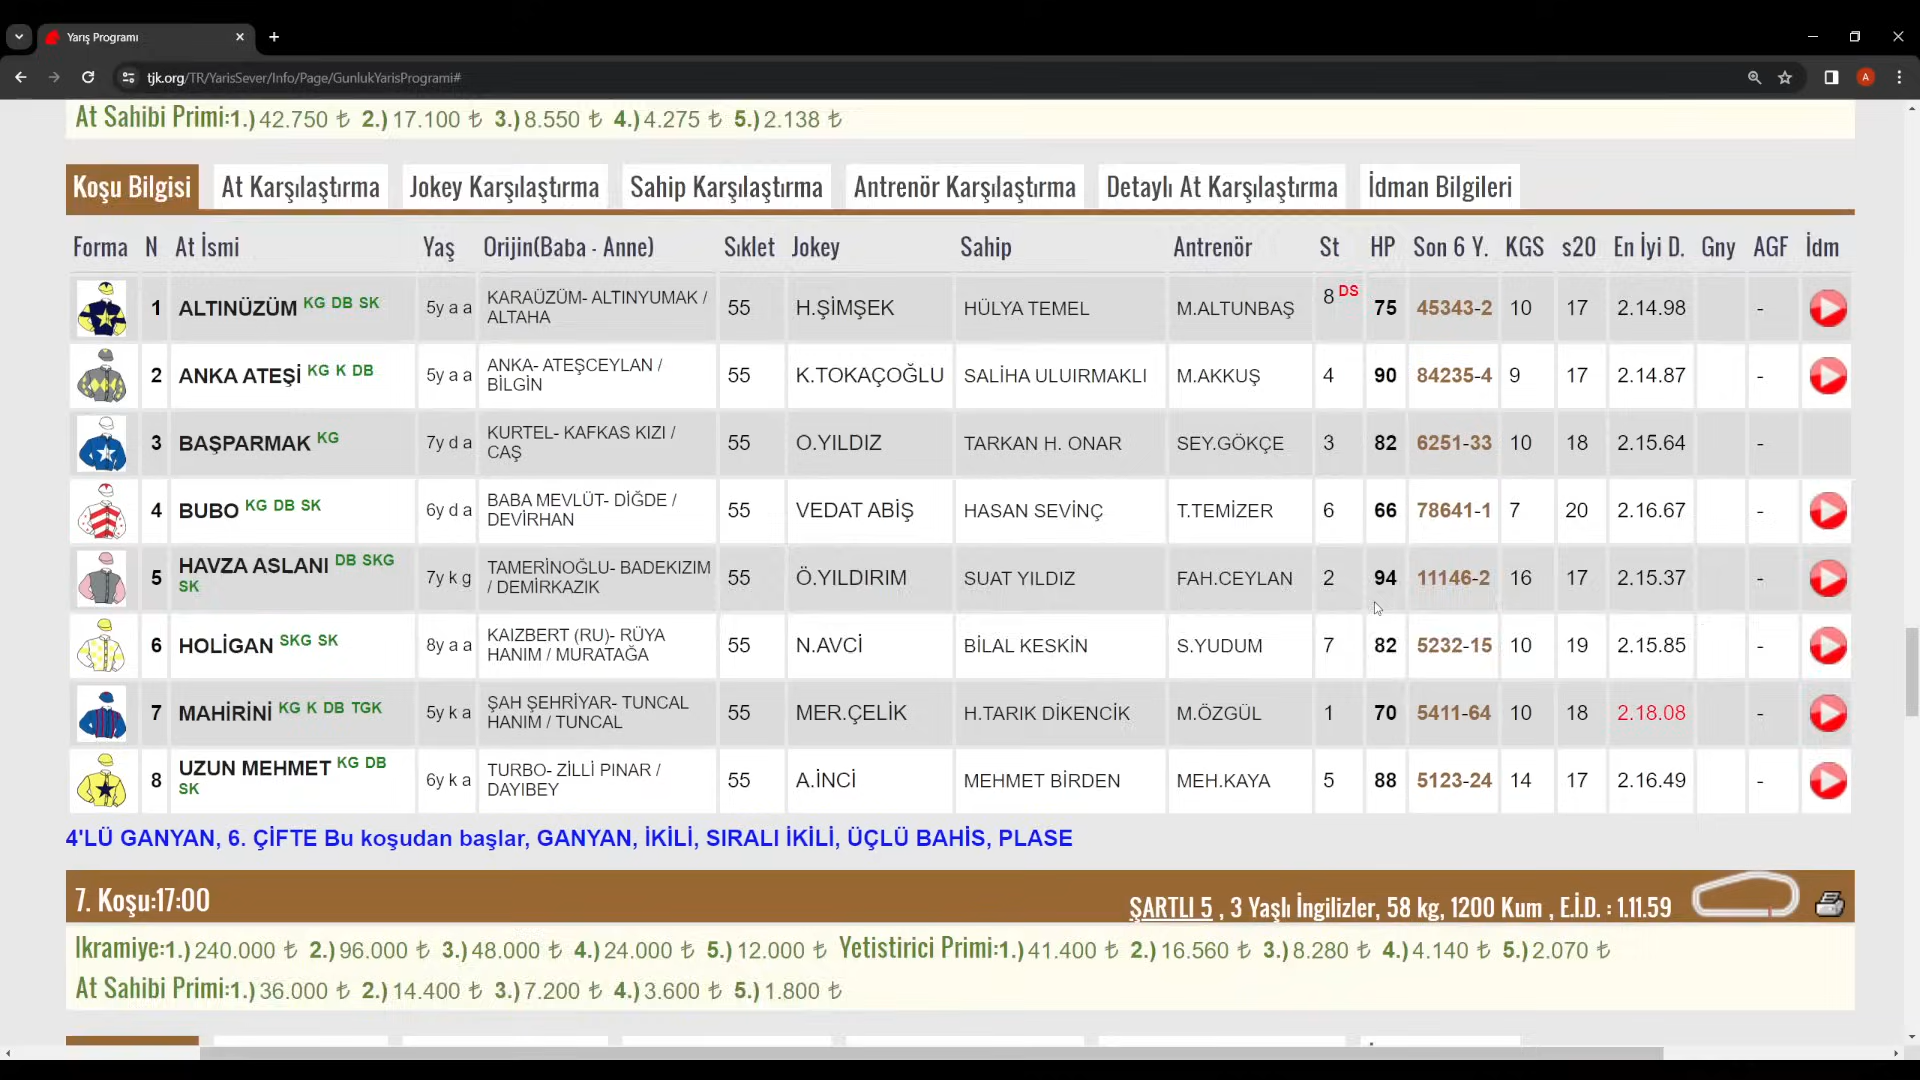 Yarış Programı
tjk.org/TR/YarisSever/Info/Page/GunlukYarisProgrami#
A
At Sahibi Primi:1.) 42.750 ₺ 2.) 17.100 ₺ 3.) 8.550 ₺ 4.) 4.275 ₺ 5.) 2.138 ₺
Koşu Bilgisi At Karşılaştırma Jokey Karşılaştırma Sahip Karşılaştırma Antrenör Karşılaştırma Detaylı At Karşılaştırma İdman Bilgileri
Forma N At İsmi Yaş Orijin(Baba - Anne) Sıklet Jokey Sahip Antrenör St HP Son 6 Y. KGS s20 En İyi D. Gny AGF İdm
1 ALTINÜZÜM KG DB SK 5y a a KARAÜZÜM- ALTINYUMAK / ALTAHA 55 H.ŞİMŞEK HÜLYA TEMEL M.ALTUNBAŞ 8 DS 75 45343-2 10 17 2.14.98 -
2 ANKA ATEŞİ KG K DB 5y a a ANKA- ATEŞCEYLAN / BİLGİN 55 K.TOKAÇOĞLU SALİHA ULUIRMAKLI M.AKKUŞ 4 90 84235-4 9 17 2.14.87 -
3 BAŞPARMAK KG 7y d a KURTEL- KAFKAS KIZI / CAŞ 55 O.YILDIZ TARKAN H. ONAR SEY.GÖKÇE 3 82 6251-33 10 18 2.15.64 -
4 BUBO KG DB SK 6y d a BABA MEVLÜT- DİĞDE / DEVİRHAN 55 VEDAT ABİŞ HASAN SEVİNÇ T.TEMİZER 6 66 78641-1 7 20 2.16.67 -
5 HAVZA ASLANI DB SKG SK 7y k g TAMERİNOĞLU- BADEKIZIM / DEMİRKAZIK 55 Ö.YILDIRIM SUAT YILDIZ FAH.CEYLAN 2 94 11146-2 16 17 2.15.37 -
6 HOLİGAN SKG SK 8y a a KAIZBERT (RU)- RÜYA HANIM / MURATAĞA 55 N.AVCİ BİLAL KESKİN S.YUDUM 7 82 5232-15 10 19 2.15.85 -
7 MAHİRİNİ KG K DB TGK 5y k a ŞAH ŞEHRİYAR- TUNCAL HANIM / TUNCAL 55 MER.ÇELİK H.TARIK DİKENCİK M.ÖZGÜL 1 70 5411-64 10 18 2.18.08 -
8 UZUN MEHMET KG DB SK 6y k a TURBO- ZİLLİ PINAR / DAYIBEY 55 A.İNCİ MEHMET BİRDEN MEH.KAYA 5 88 5123-24 14 17 2.16.49 -
4'LÜ GANYAN, 6. ÇİFTE Bu koşudan başlar, GANYAN, İKİLİ, SIRALI İKİLİ, ÜÇLÜ BAHİS, PLASE
7. Koşu:17:00 ŞARTLI 5 , 3 Yaşlı İngilizler, 58 kg, 1200 Kum , E.İ.D. : 1.11.59
Ikramiye:1.) 240.000 ₺ 2.) 96.000 ₺ 3.) 48.000 ₺ 4.) 24.000 ₺ 5.) 12.000 ₺ Yetistirici Primi:1.) 41.400 ₺ 2.) 16.560 ₺ 3.) 8.280 ₺ 4.) 4.140 ₺ 5.) 2.070 ₺
At Sahibi Primi:1.) 36.000 ₺ 2.) 14.400 ₺ 3.) 7.200 ₺ 4.) 3.600 ₺ 5.) 1.800 ₺